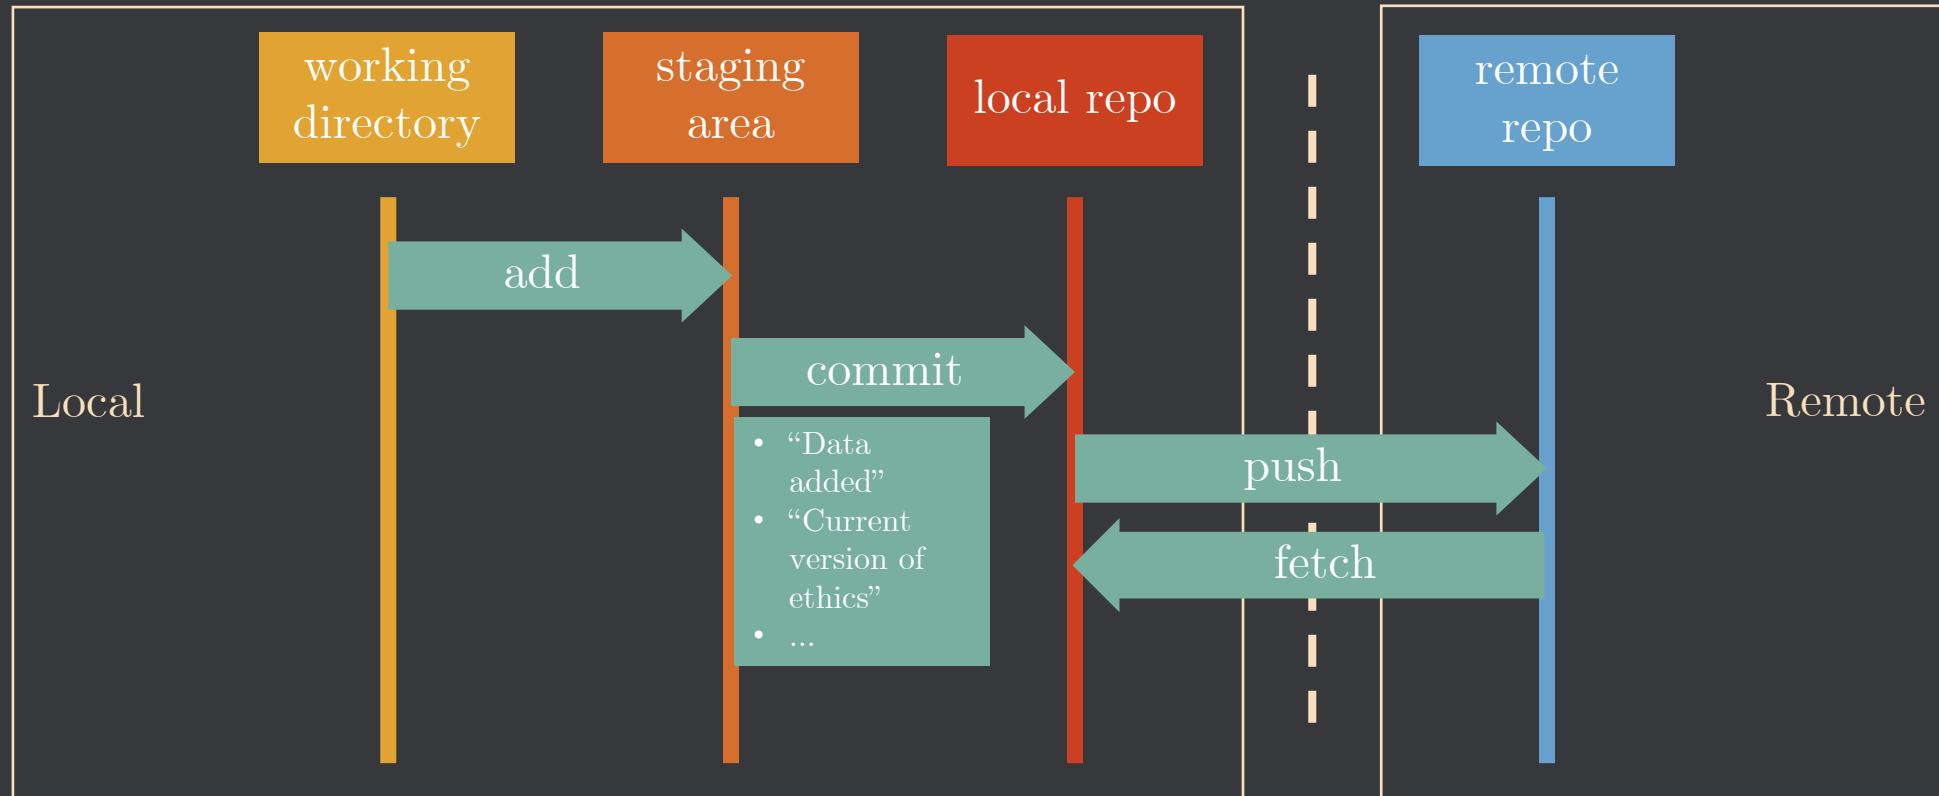 working
directory
staging
area
local repo
remote
repo
add
commit
Local
Remote
• “Data
added”
• “Current
version of
ethics”
• ...
push
fetch